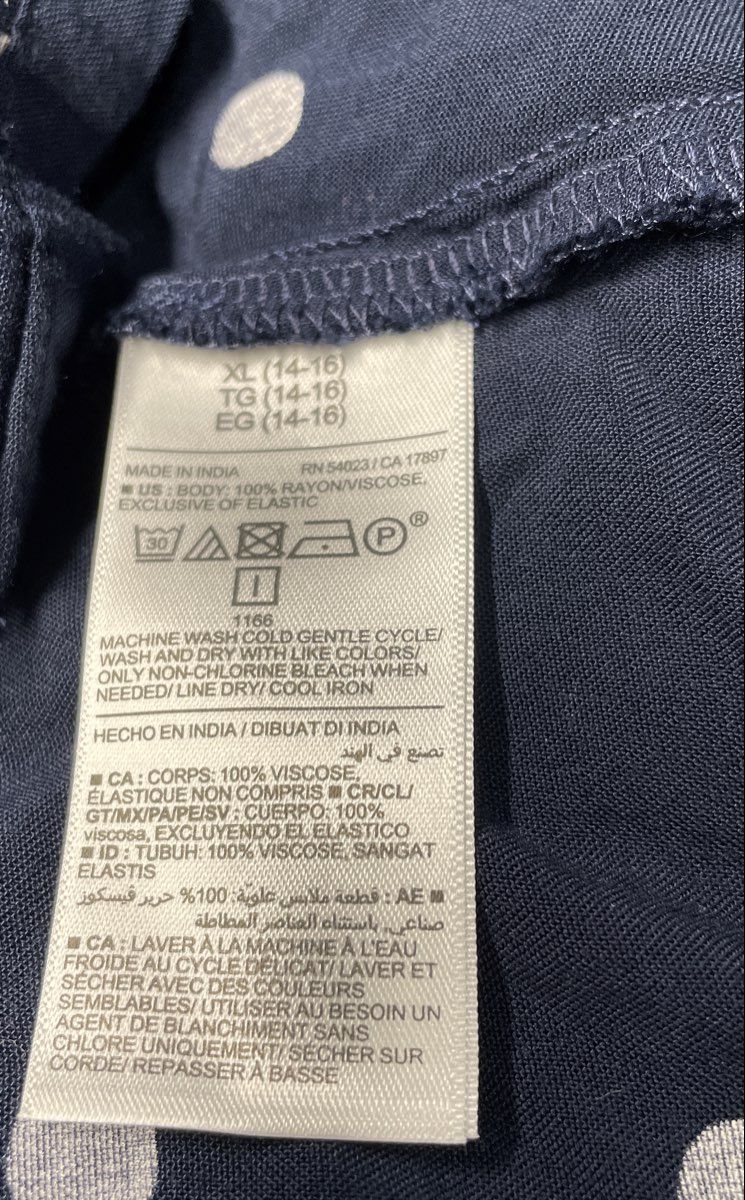 XL (14-16)
TG (14-16)
EG (14-16)
MADE IN INDIA RN 54023 / CA 17897
■ US : BODY: 100% RAYON/VISCOSE,
EXCLUSIVE OF ELASTIC
30 P ®
1166
MACHINE WASH COLD GENTLE CYCLE/
WASH AND DRY WITH LIKE COLORS/
ONLY NON-CHLORINE BLEACH WHEN
NEEDED/ LINE DRY/ COOL IRON
HECHO EN INDIA / DIBUAT DI INDIA
تصنع في الهند
■ CA : CORPS: 100% VISCOSE,
ÉLASTIQUE NON COMPRIS ■ CR/CL/
GT/MX/PA/PE/SV : CUERPO: 100%
viscosa, EXCLUYENDO EL ELASTICO
■ ID : TUBUH: 100% VISCOSE, SANGAT
ELASTIS
■ AE : قطعة ملابس علويّة: 100% حرير ڤيسكوز
صناعي, باستثناء العناصر المطاطة
■ CA : LAVER À LA MACHINE À L'EAU
FROIDE AU CYCLE DÉLICAT/ LAVER ET
SÉCHER AVEC DES COULEURS
SEMBLABLES/ UTILISER AU BESOIN UN
AGENT DE BLANCHIMENT SANS
CHLORE UNIQUEMENT/ SÉCHER SUR
CORDE/ REPASSER À BASSE